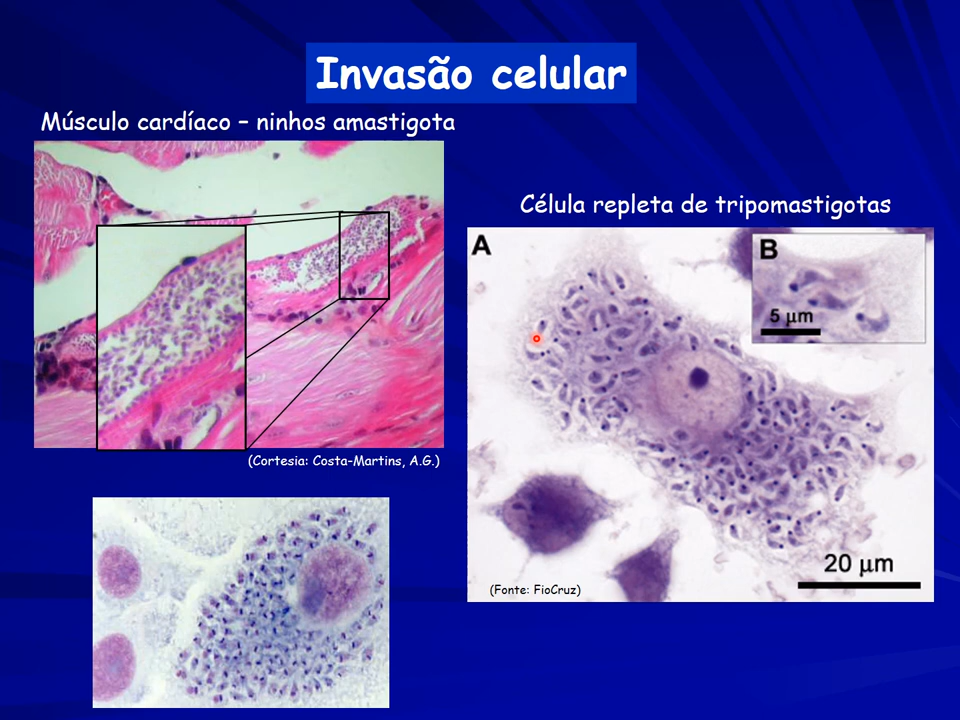 Invasão celular
Músculo cardíaco – ninhos amastigota
Célula repleta de tripomastigotas
A
B
5 µm
(Cortesia: Costa-Martins, A.G.)
20 µm
(Fonte: FioCruz)